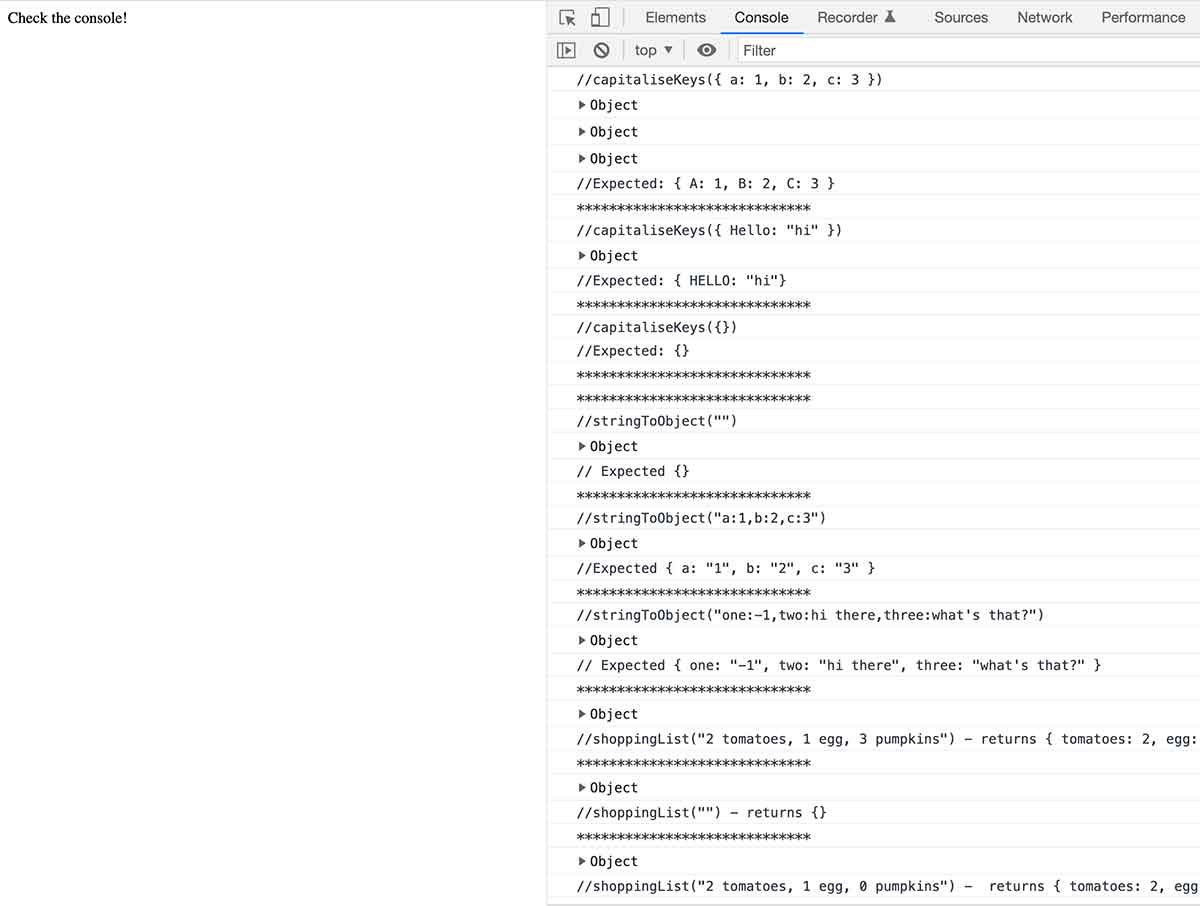 Check the console!
Elements Console Recorder Sources Network Performance
top Filter
//capitaliseKeys({ a: 1, b: 2, c: 3 })
Object
Object
Object
//Expected: { A: 1, B: 2, C: 3 }
*****************************
//capitaliseKeys({ Hello: "hi" })
Object
//Expected: { HELLO: "hi"}
*****************************
//capitaliseKeys({})
//Expected: {}
*****************************
*****************************
//stringToObject("")
Object
// Expected {}
*****************************
//stringToObject("a:1,b:2,c:3")
Object
//Expected { a: "1", b: "2", c: "3" }
*****************************
//stringToObject("one:-1,two:hi there,three:what's that?")
Object
// Expected { one: "-1", two: "hi there", three: "what's that?" }
*****************************
Object
//shoppingList("2 tomatoes, 1 egg, 3 pumpkins") - returns { tomatoes: 2, egg:
*****************************
Object
//shoppingList("") - returns {}
*****************************
Object
//shoppingList("2 tomatoes, 1 egg, 0 pumpkins") -  returns { tomatoes: 2, egg